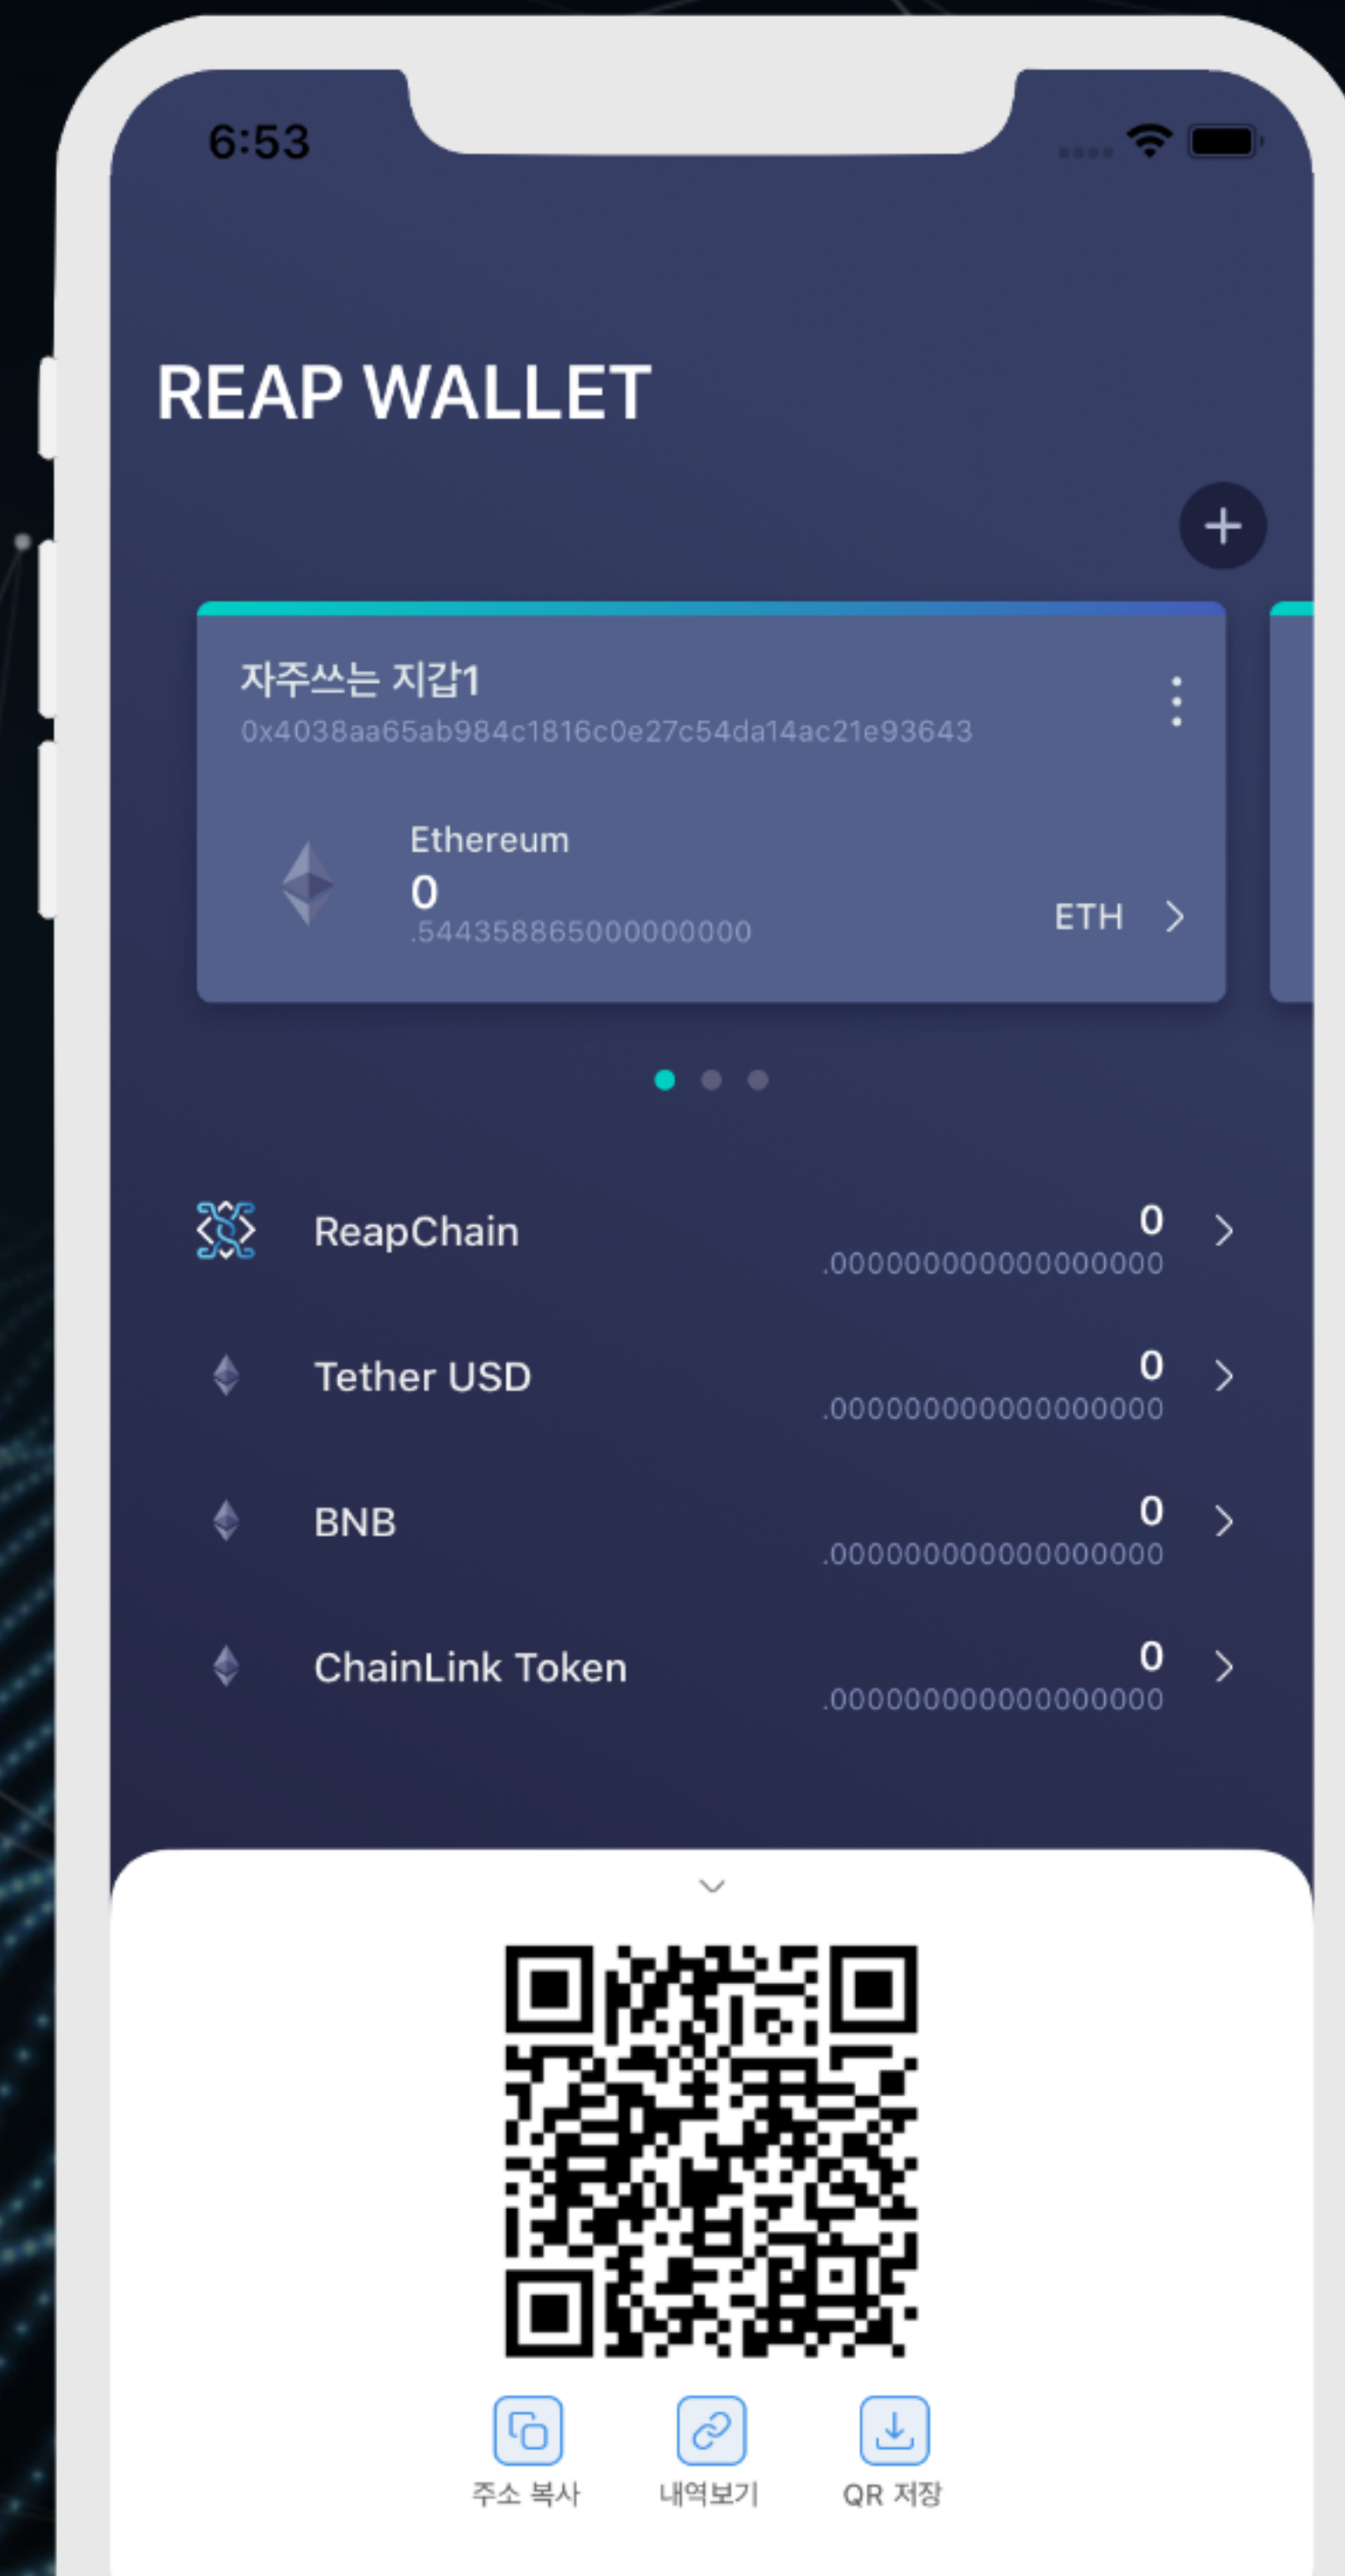 6:53
REAP WALLET
자주쓰는 지갑1
0x4038aa65ab984c1816c0e27c54da14ac21e93643
Ethereum
0
.544358865000000000
ETH
ReapChain
0
.000000000000000000
Tether USD
0
.000000000000000000
BNB
0
.000000000000000000
ChainLink Token
0
.000000000000000000
주소 복사
내역보기
QR 저장